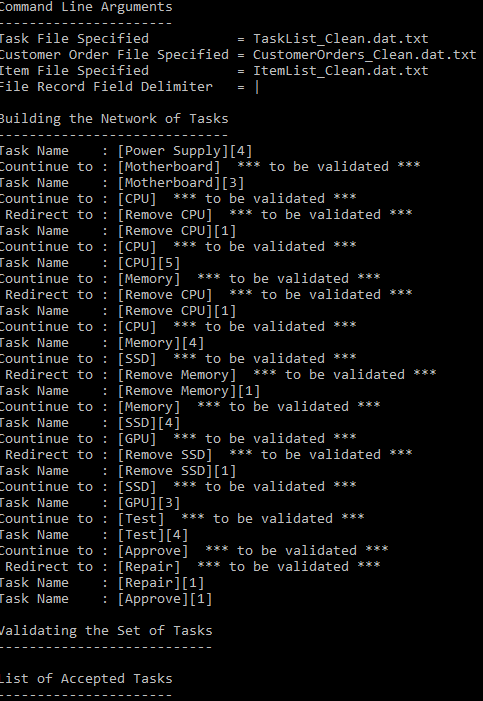 Command Line Arguments
----------------------
Task File Specified           = TaskList_Clean.dat.txt
Customer Order File Specified = CustomerOrders_Clean.dat.txt
Item File Specified           = ItemList_Clean.dat.txt
File Record Field Delimiter   = |
Building the Network of Tasks
-----------------------------
Task Name    : [Power Supply][4]
Countinue to : [Motherboard]  *** to be validated ***
Task Name    : [Motherboard][3]
Countinue to : [CPU]  *** to be validated ***
 Redirect to : [Remove CPU]  *** to be validated ***
Task Name    : [Remove CPU][1]
Countinue to : [CPU]  *** to be validated ***
Task Name    : [CPU][5]
Countinue to : [Memory]  *** to be validated ***
 Redirect to : [Remove CPU]  *** to be validated ***
Task Name    : [Remove CPU][1]
Countinue to : [CPU]  *** to be validated ***
Task Name    : [Memory][4]
Countinue to : [SSD]  *** to be validated ***
 Redirect to : [Remove Memory]  *** to be validated ***
Task Name    : [Remove Memory][1]
Countinue to : [Memory]  *** to be validated ***
Task Name    : [SSD][4]
Countinue to : [GPU]  *** to be validated ***
 Redirect to : [Remove SSD]  *** to be validated ***
Task Name    : [Remove SSD][1]
Countinue to : [SSD]  *** to be validated ***
Task Name    : [GPU][3]
Countinue to : [Test]  *** to be validated ***
Task Name    : [Test][4]
Countinue to : [Approve]  *** to be validated ***
 Redirect to : [Repair]  *** to be validated ***
Task Name    : [Repair][1]
Task Name    : [Approve][1]
Validating the Set of Tasks
---------------------------
List of Accepted Tasks
----------------------